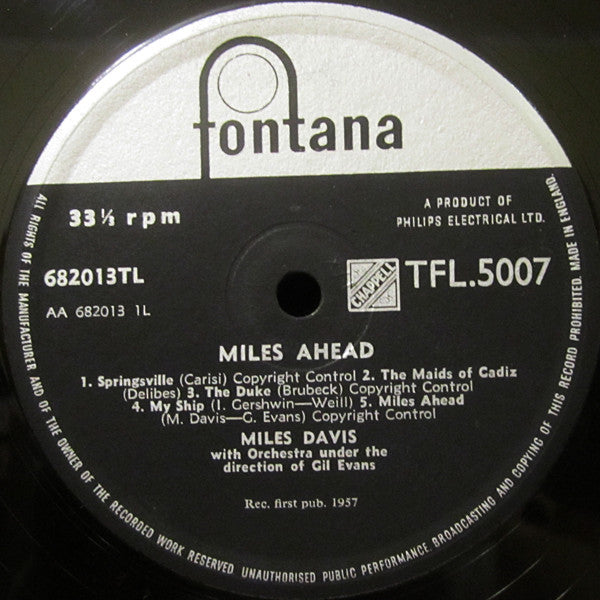 fontana
33⅓ rpm
A PRODUCT OF
PHILIPS ELECTRICAL LTD.
682013TL
AA 682013 1L
CHAPPELL
TFL.5007
MILES AHEAD
1. Springsville (Carisi) Copyright Control 2. The Maids of Cadiz
(Delibes) 3. The Duke (Brubeck) Copyright Control
4. My Ship (I. Gershwin—Weill) 5. Miles Ahead
(M. Davis—G. Evans) Copyright Control
MILES DAVIS
with Orchestra under the
direction of Gil Evans
Rec. first pub. 1957
ALL RIGHTS OF THE MANUFACTURER AND OF THE OWNER OF THE RECORDED WORK RESERVED. UNAUTHORISED PUBLIC PERFORMANCE, BROADCASTING AND COPYING OF THIS RECORD PROHIBITED. MADE IN ENGLAND.